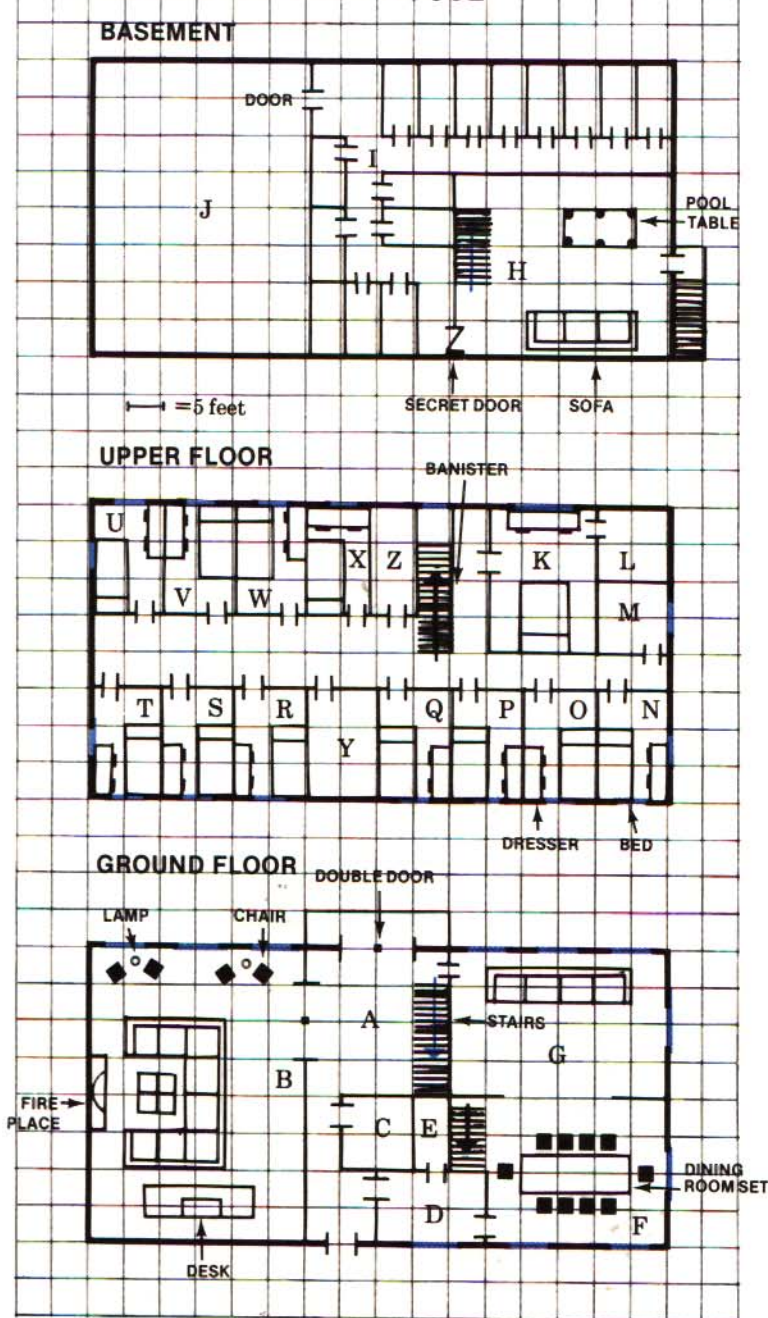 BASEMENT
DOOR
I
J
POOL
TABLE
H
= 5 feet
SECRET DOOR
SOFA
UPPER FLOOR
BANISTER
U
X
Z
K
L
V
W
M
T
S
R
Q
P
O
N
Y
DRESSER
BED
GROUND FLOOR
DOUBLE DOOR
LAMP
CHAIR
A
STAIRS
G
B
FIRE
PLACE
C
E
DINING
ROOM SET
D
F
DESK